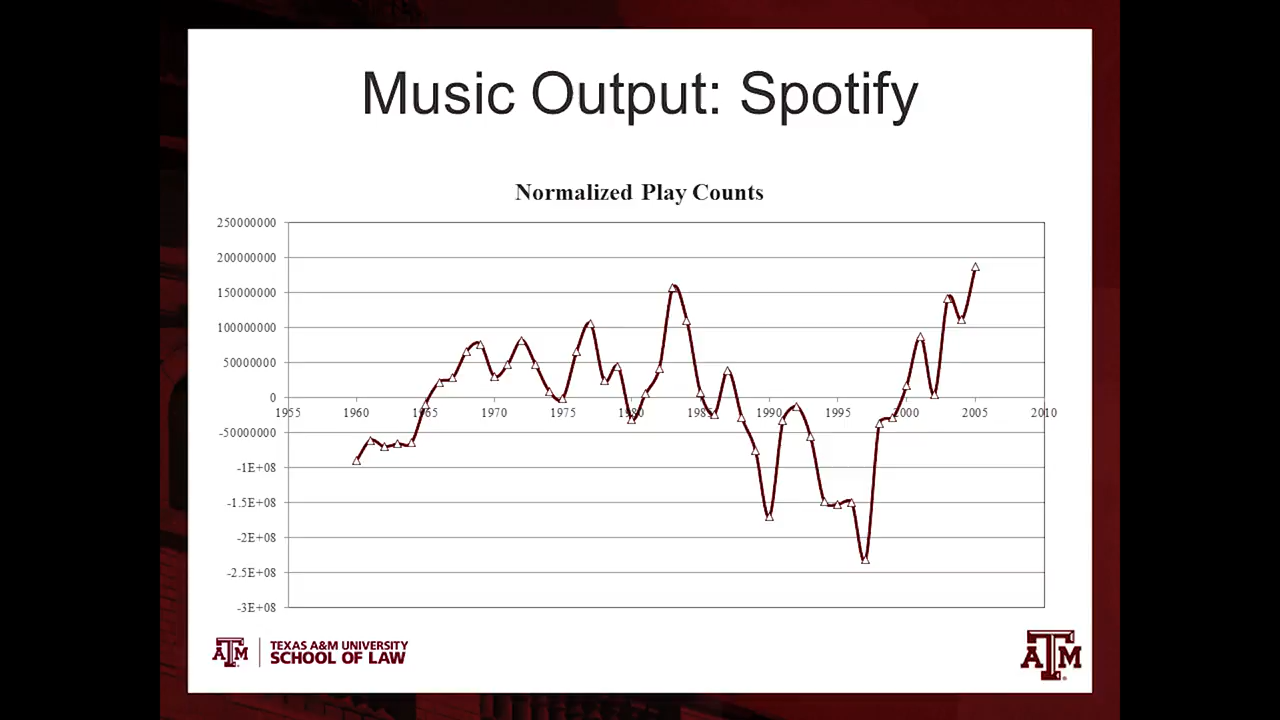 Music Output: Spotify
Normalized Play Counts
250000000
200000000
150000000
100000000
50000000
0
1955 1960 1965 1970 1975 1980 1985 1990 1995 2000 2005 2010
-50000000
-1E+08
-1.5E+08
-2E+08
-2.5E+08
-3E+08
ATM TEXAS A&M UNIVERSITY
SCHOOL OF LAW
ATM